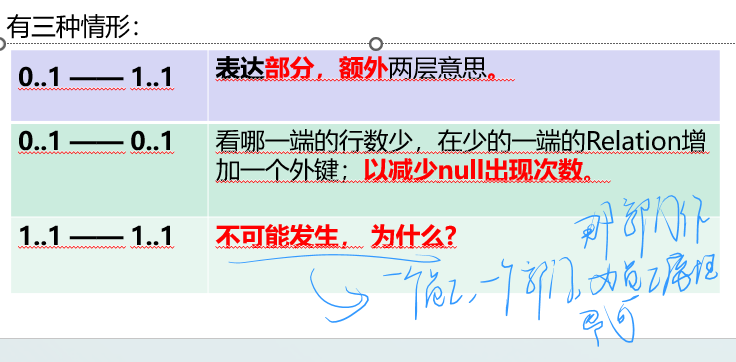 有三种情形：
0..1 —— 1..1
表达部分，额外两层意思。
0..1 —— 0..1
看哪一端的行数少，在少的一端的Relation增
加一个外键；以减少null出现次数。
1..1 —— 1..1
不可能发生， 为什么?
那部门作
一个员工，一个部门，为员工属性
即可